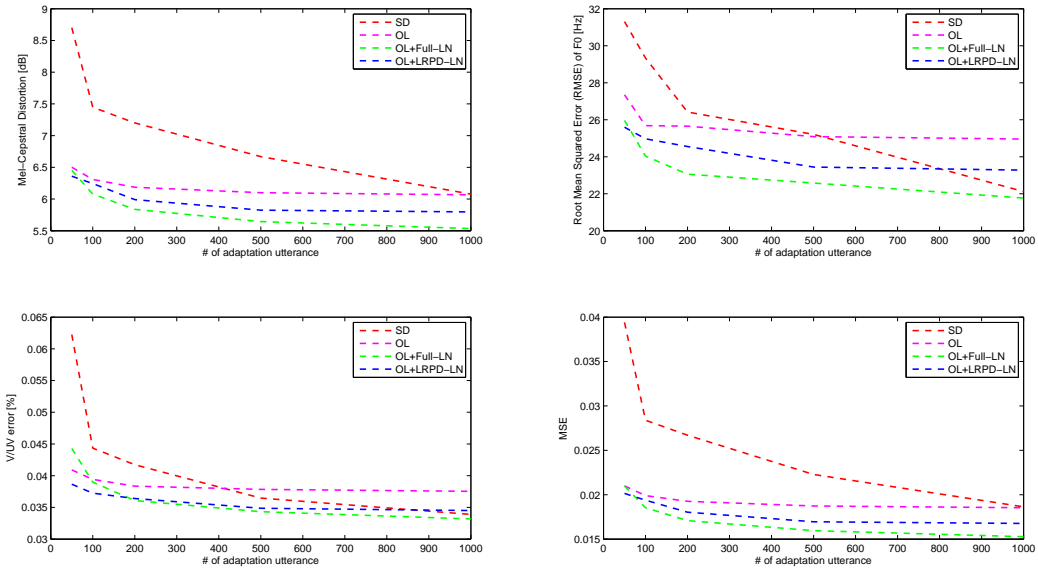 Mel−Cepstral Distortion [dB]
9
8.5
8
7.5
7
6.5
6
5.5
0 100 200 300 400 500 600 700 800 900 1000
# of adaptation utterance
SD
OL
OL+Full−LN
OL+LRPD−LN
Root Mean Squared Error (RMSE) of F0 [Hz]
32
30
28
26
24
22
20
0 100 200 300 400 500 600 700 800 900 1000
# of adaptation utterance
SD
OL
OL+Full−LN
OL+LRPD−LN
V/UV error [%]
0.065
0.06
0.055
0.05
0.045
0.04
0.035
0.03
0 100 200 300 400 500 600 700 800 900 1000
# of adaptation utterance
SD
OL
OL+Full−LN
OL+LRPD−LN
MSE
0.04
0.035
0.03
0.025
0.02
0.015
0 100 200 300 400 500 600 700 800 900 1000
# of adaptation utterance
SD
OL
OL+Full−LN
OL+LRPD−LN